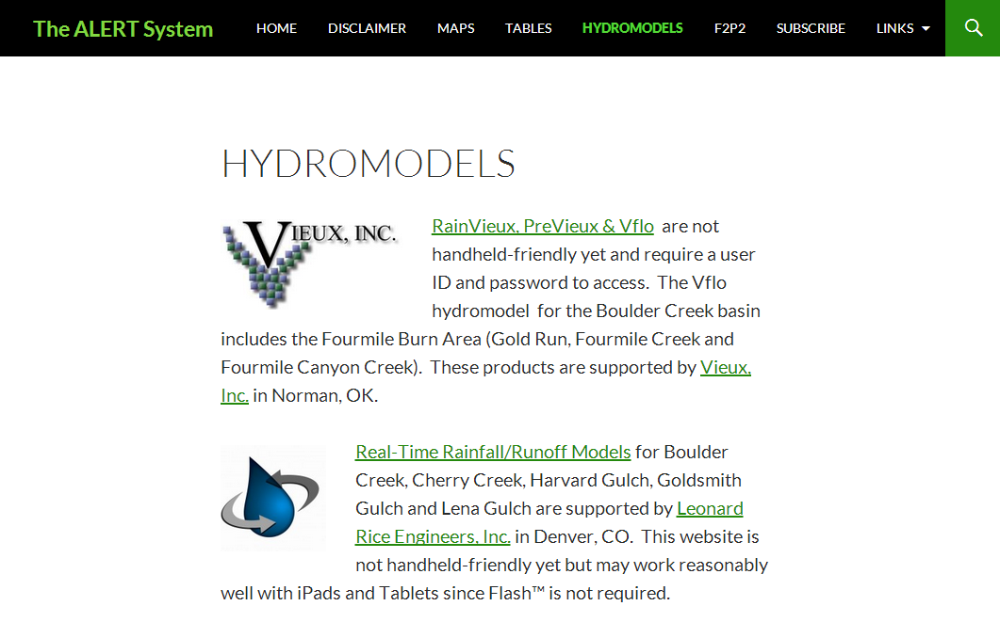 The ALERT System HOME DISCLAIMER MAPS TABLES HYDROMODELS F2P2 SUBSCRIBE LINKS
HYDROMODELS
VIEUX, INC.
RainVieux, PreVieux & Vflo are not
handheld-friendly yet and require a user
ID and password to access. The Vflo
hydromodel for the Boulder Creek basin
includes the Fourmile Burn Area (Gold Run, Fourmile Creek and
Fourmile Canyon Creek). These products are supported by Vieux,
Inc. in Norman, OK.
Real-Time Rainfall/Runoff Models for Boulder
Creek, Cherry Creek, Harvard Gulch, Goldsmith
Gulch and Lena Gulch are supported by Leonard
Rice Engineers, Inc. in Denver, CO. This website is
not handheld-friendly yet but may work reasonably
well with iPads and Tablets since Flash™ is not required.